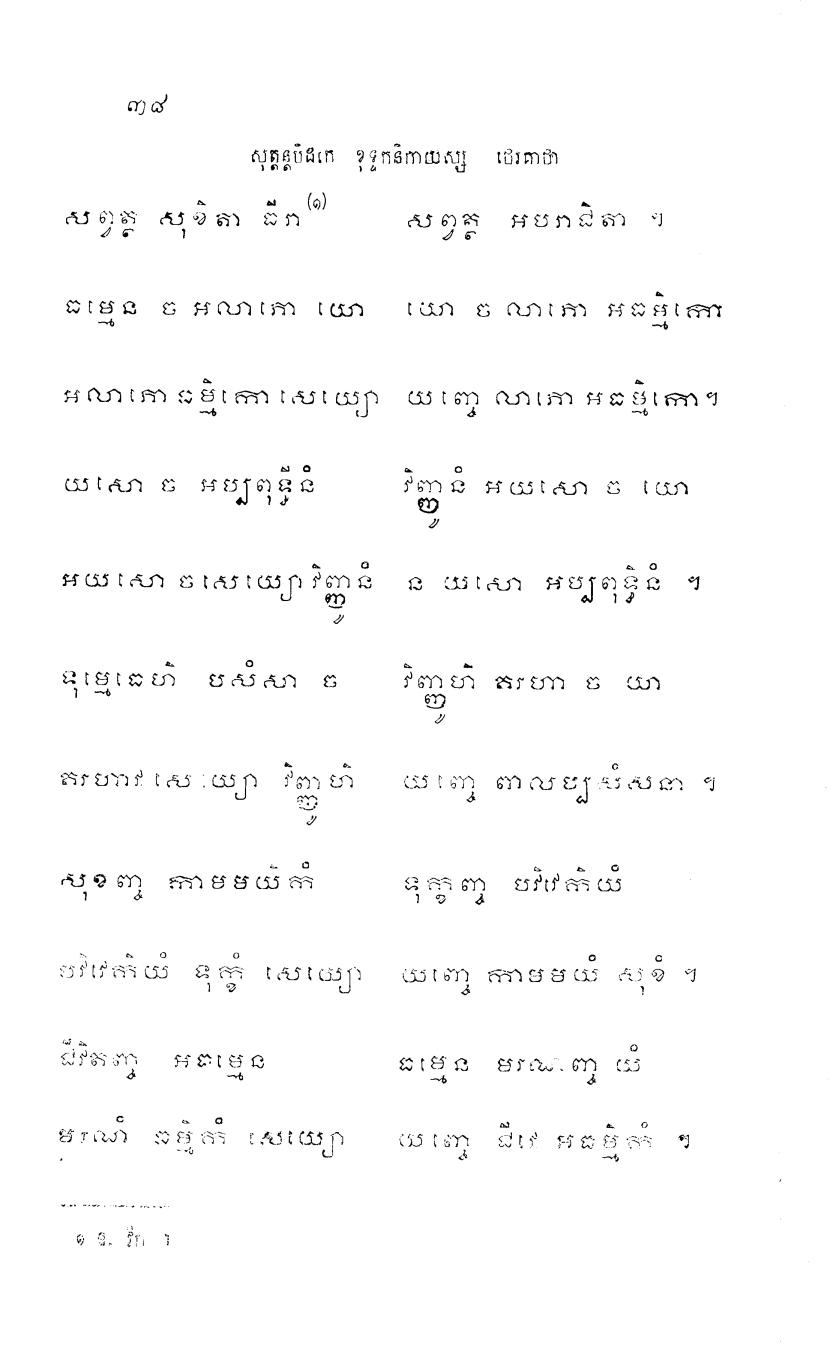 ៣៨
សុត្តន្តបិដកេ ខុទ្ទកនិកាយស្ស ថេរគាថា
សព្វត្ថ សុខិតា ធីរា(១) សព្វត្ថ អបរាជិតា ។
ធម្មេន ច អលាភោ យោ យោ ច លាភោ អធម្មិកោ
អលាភោ ធម្មិកោ សេយ្យោ យញ្ចេ លាភោ អធម្មិកោ។
យសោ ច អប្បពុទ្ធីនំ វិញ្ញូនំ អយសោ ច យោ
អយសោ ច សេយ្យោ វិញ្ញូនំ ន យសោ អប្បពុទ្ធិនំ ។
ទុម្មេធេហិ បសំសា ច វិញ្ញូហិ គរហា ច យា
គរហាវ សេយ្យា វិញ្ញូហិ យញ្ចេ ពាលប្បសំសនា ។
សុខញ្ច កាមមយិកំ ទុក្ខញ្ច បវិវេកិយំ
បវិវេកិយំ ទុក្ខំ សេយ្យោ យញ្ចេ កាមមយំ សុខំ ។
ជីវិតញ្ច អធម្មេន ធម្មេន មរណញ្ច យំ
មរណំ ធម្មិកំ សេយ្យោ យញ្ចេ ជីវេ អធម្មិកំ ។
១